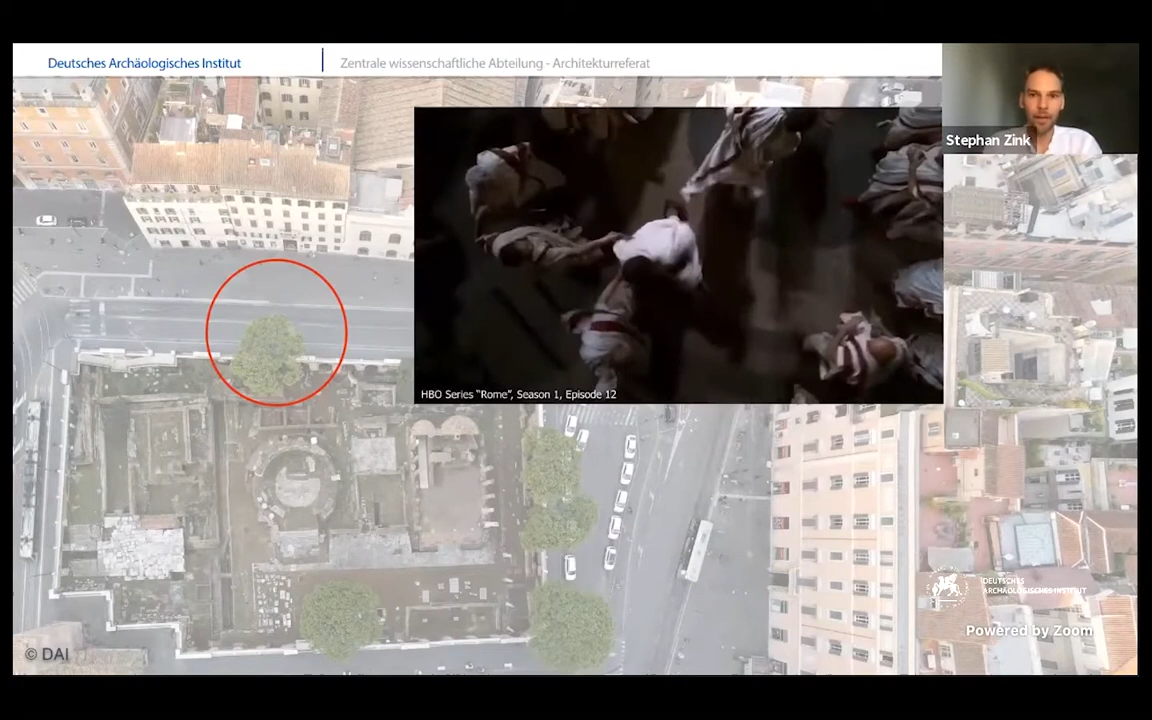 Deutsches Archäologisches Institut
Zentrale wissenschaftliche Abteilung - Architekturreferat
Stephan Zink
HBO Series “Rome”, Season 1, Episode 12
DEUTSCHES
ARCHÄOLOGISCHES INSTITUT
Powered by Zoom
© DAI